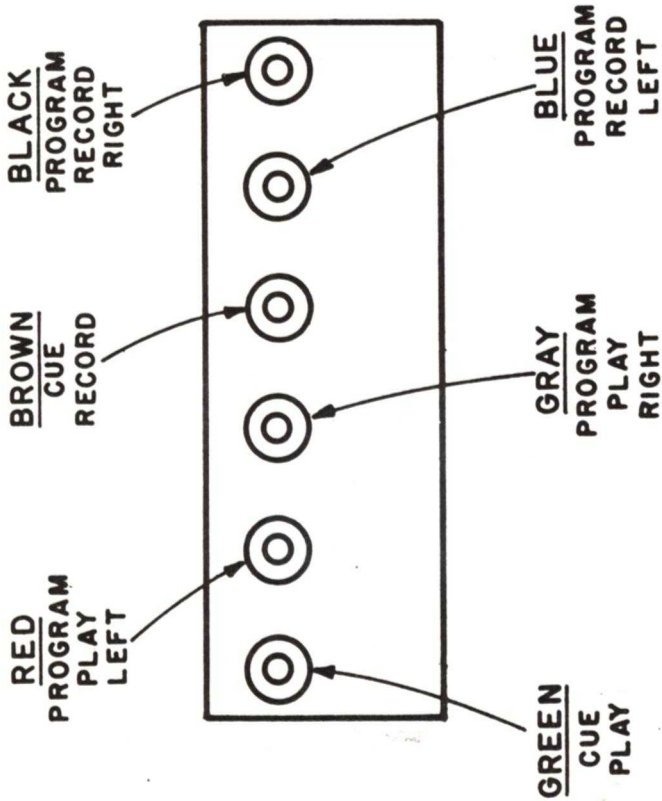 RED
PROGRAM
PLAY
LEFT
BROWN
CUE
RECORD
BLACK
PROGRAM
RECORD
RIGHT
GREEN
CUE
PLAY
GRAY
PROGRAM
PLAY
RIGHT
BLUE
PROGRAM
RECORD
LEFT